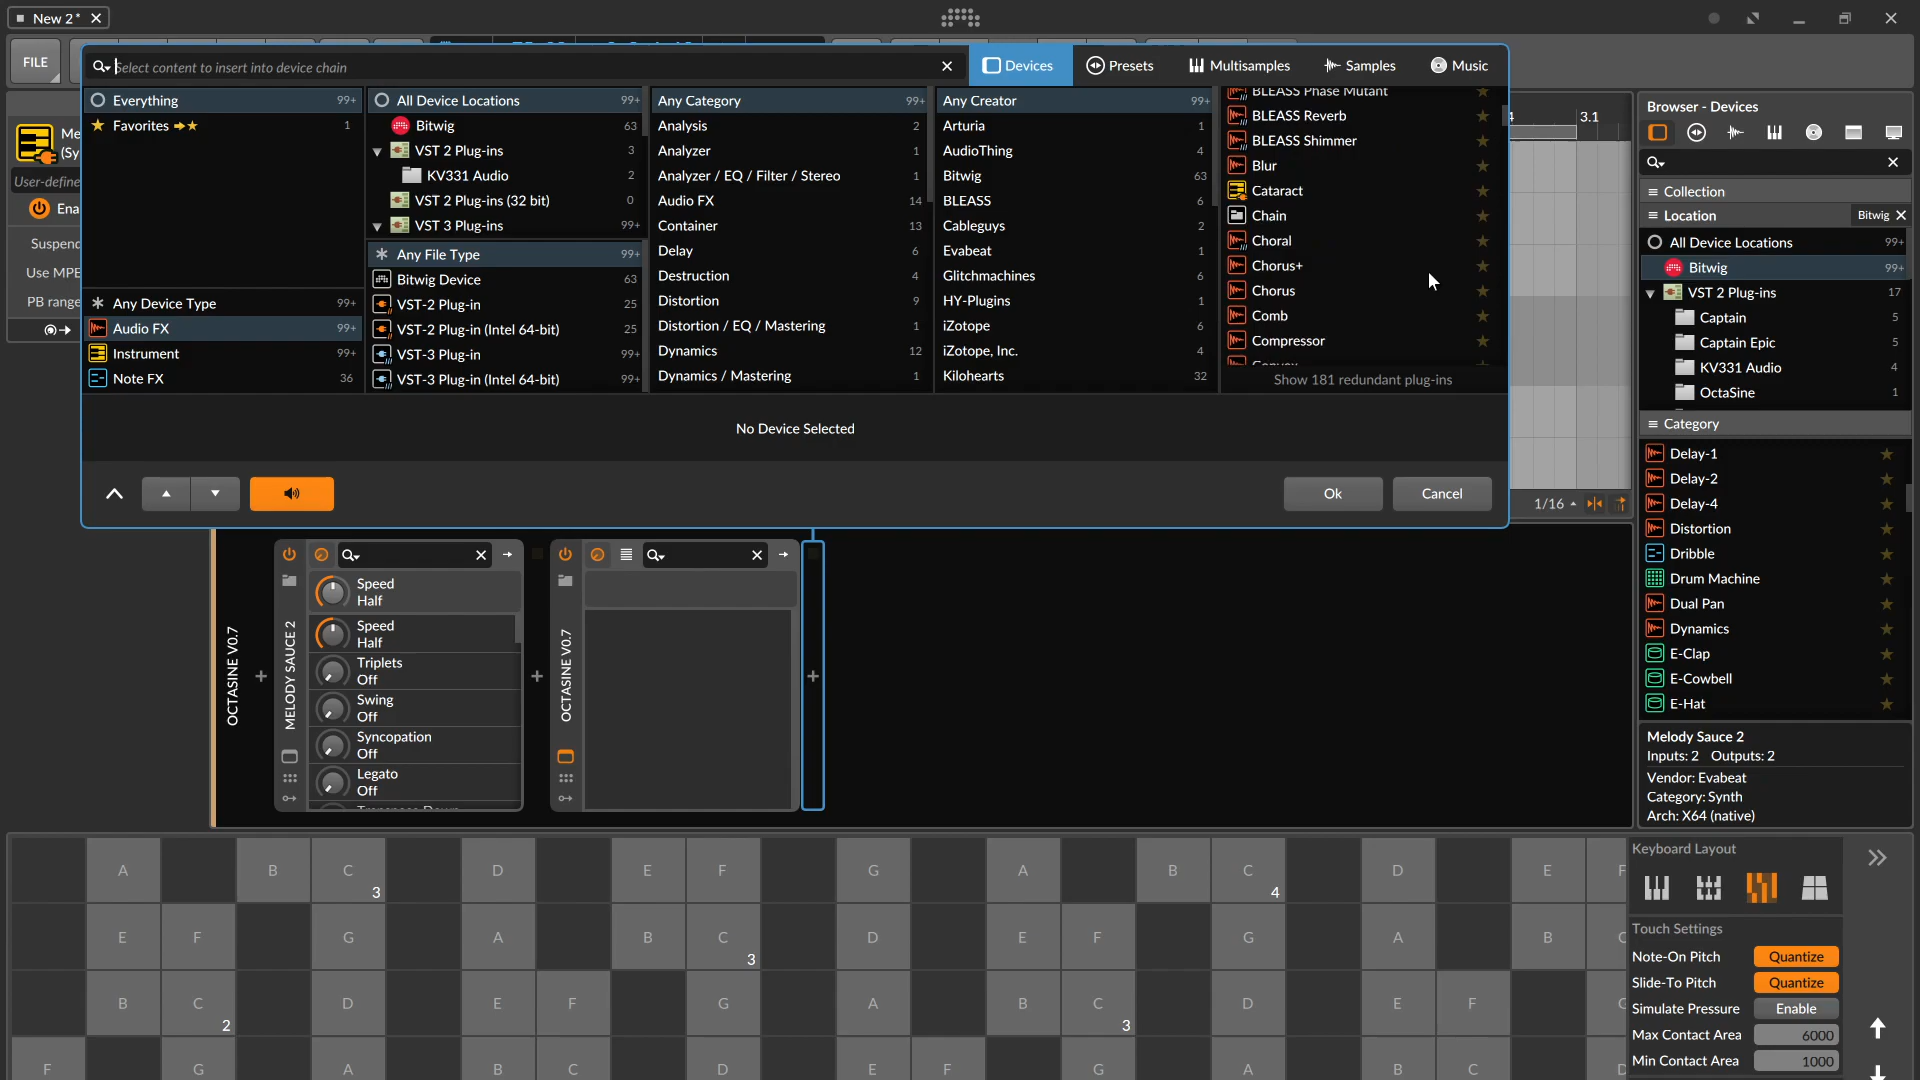 New 2*
FILE
Select content to insert into device chain
Devices
Presets
Multisamples
Samples
Music
Everything 99+
Favorites 1
Any Device Type 99+
Audio FX 99+
Instrument 99+
Note FX 36
All Device Locations 99+
Bitwig 63
VST 2 Plug-ins 3
KV331 Audio 2
VST 2 Plug-ins (32 bit) 0
VST 3 Plug-ins 99+
Any File Type 99+
Bitwig Device 63
VST-2 Plug-in 25
VST-2 Plug-in (Intel 64-bit) 25
VST-3 Plug-in 99+
VST-3 Plug-in (Intel 64-bit) 99+
Any Category 99+
Analysis 2
Analyzer 1
Analyzer / EQ / Filter / Stereo 1
Audio FX 14
Container 13
Delay 6
Destruction 4
Distortion 9
Distortion / EQ / Mastering 1
Dynamics 12
Dynamics / Mastering 1
Any Creator 99+
Arturia 1
AudioThing 4
Bitwig 63
BLEASS 6
Cableguys 2
Evabeat 1
Glitchmachines 6
HY-Plugins 1
iZotope 6
iZotope, Inc. 4
Kilohearts 32
BLEASS Phase Mutant
BLEASS Reverb
BLEASS Shimmer
Blur
Cataract
Chain
Choral
Chorus+
Chorus
Comb
Compressor
Show 181 redundant plug-ins
No Device Selected
Ok
Cancel
Me
(Sy
User-define
Ena
Suspend
Use MPE
PB range
3.1
1/16
Browser - Devices
Collection
Location
Bitwig
All Device Locations 99+
Bitwig 99+
VST 2 Plug-ins 17
Captain 5
Captain Epic 5
KV331 Audio 4
OctaSine 1
Category
Delay-1
Delay-2
Delay-4
Distortion
Dribble
Drum Machine
Dual Pan
Dynamics
E-Clap
E-Cowbell
E-Hat
Melody Sauce 2
Inputs: 2 Outputs: 2
Vendor: Evabeat
Category: Synth
Arch: X64 (native)
OCTASINE V0.7
MELODY SAUCE 2
Speed
Half
Speed
Half
Triplets
Off
Swing
Off
Syncopation
Off
Legato
Off
OCTASINE V0.7
A B C 3 D E F G A B C 4 D E F
E F G A B C 3 D E F G A B C
B C 2 D E F G A B C 3 D E F G
F G A B C D E F G A B C D
Keyboard Layout
Touch Settings
Note-On Pitch Quantize
Slide-To Pitch Quantize
Simulate Pressure Enable
Max Contact Area 6000
Min Contact Area 1000